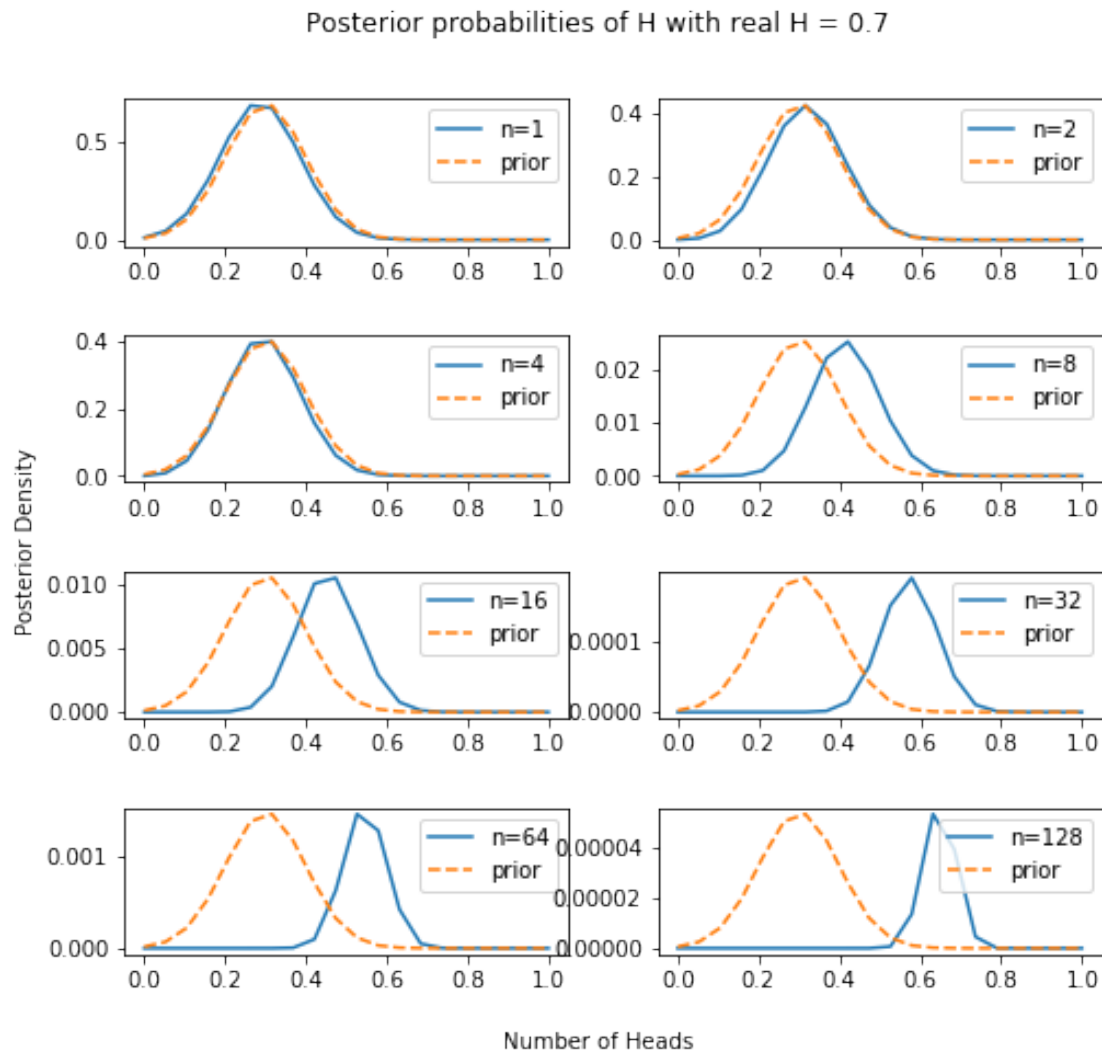 Posterior probabilities of H with real H = 0.7
0.5
0.0
n=1
prior
0.0 0.2 0.4 0.6 0.8 1.0
0.4
0.2
0.0
n=2
prior
0.0 0.2 0.4 0.6 0.8 1.0
0.4
0.2
0.0
n=4
prior
0.0 0.2 0.4 0.6 0.8 1.0
0.02
0.01
0.00
n=8
prior
0.0 0.2 0.4 0.6 0.8 1.0
Posterior Density
0.010
0.005
0.000
n=16
prior
0.0 0.2 0.4 0.6 0.8 1.0
0.0001
0.0000
n=32
prior
0.0 0.2 0.4 0.6 0.8 1.0
0.001
0.000
n=64
prior
0.0 0.2 0.4 0.6 0.8 1.0
0.00004
0.00002
0.00000
n=128
prior
0.0 0.2 0.4 0.6 0.8 1.0
Number of Heads